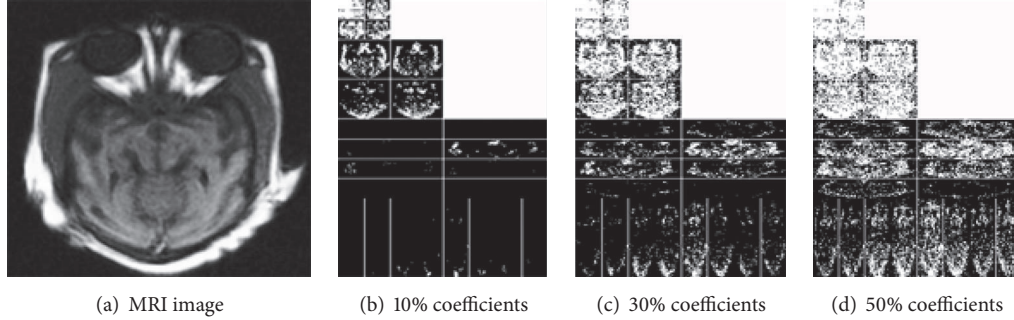 (a) MRI image
(b) 10% coefficients
(c) 30% coefficients
(d) 50% coefficients